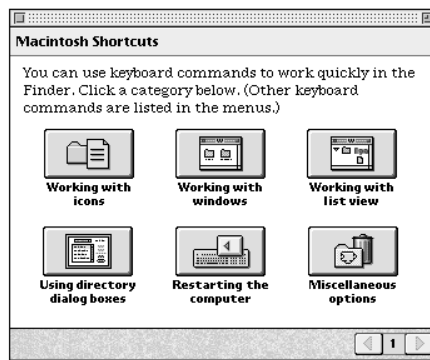 Macintosh Shortcuts
You can use keyboard commands to work quickly in the
Finder. Click a category below. (Other keyboard
commands are listed in the menus.)
Working with
icons
Working with
windows
Working with
list view
Using directory
dialog boxes
Restarting the
computer
Miscellaneous
options
1